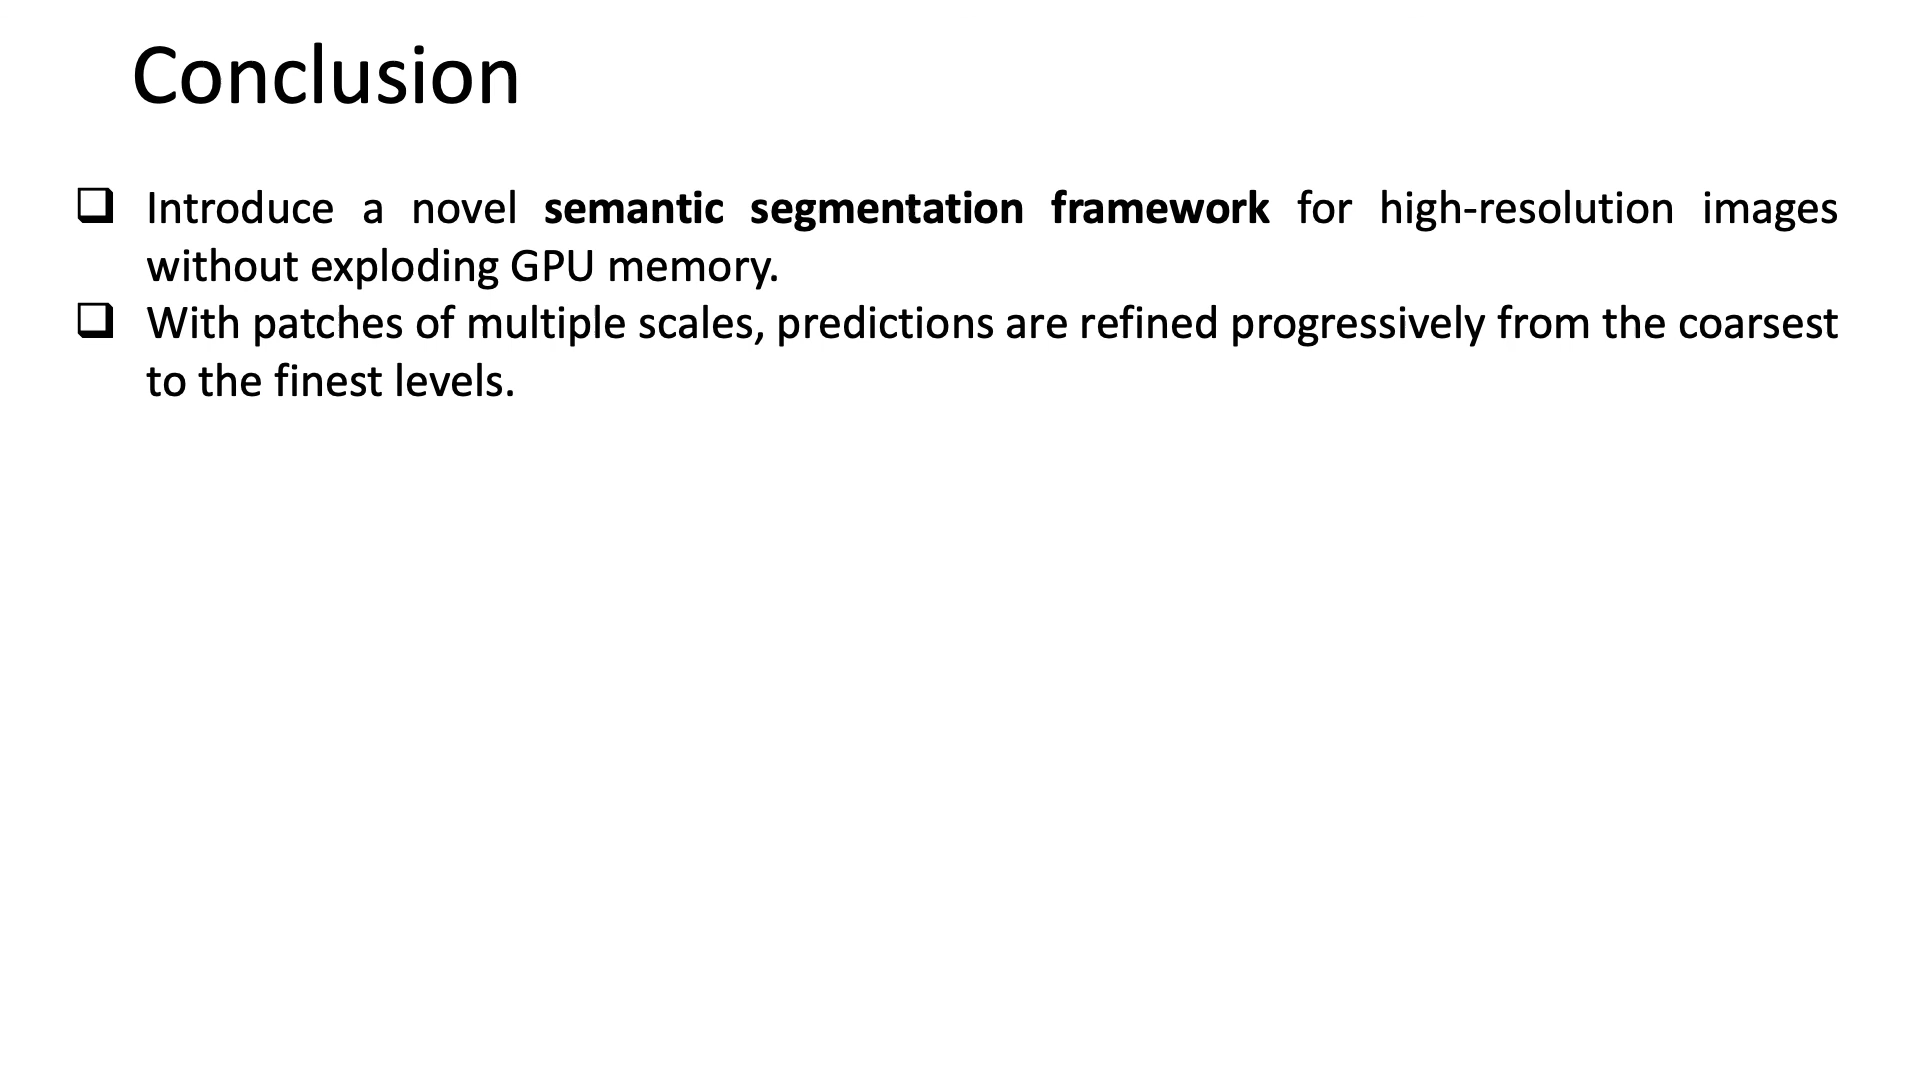 Conclusion
❑ Introduce a novel semantic segmentation framework for high-resolution images
without exploding GPU memory.
❑ With patches of multiple scales, predictions are refined progressively from the coarsest
to the finest levels.